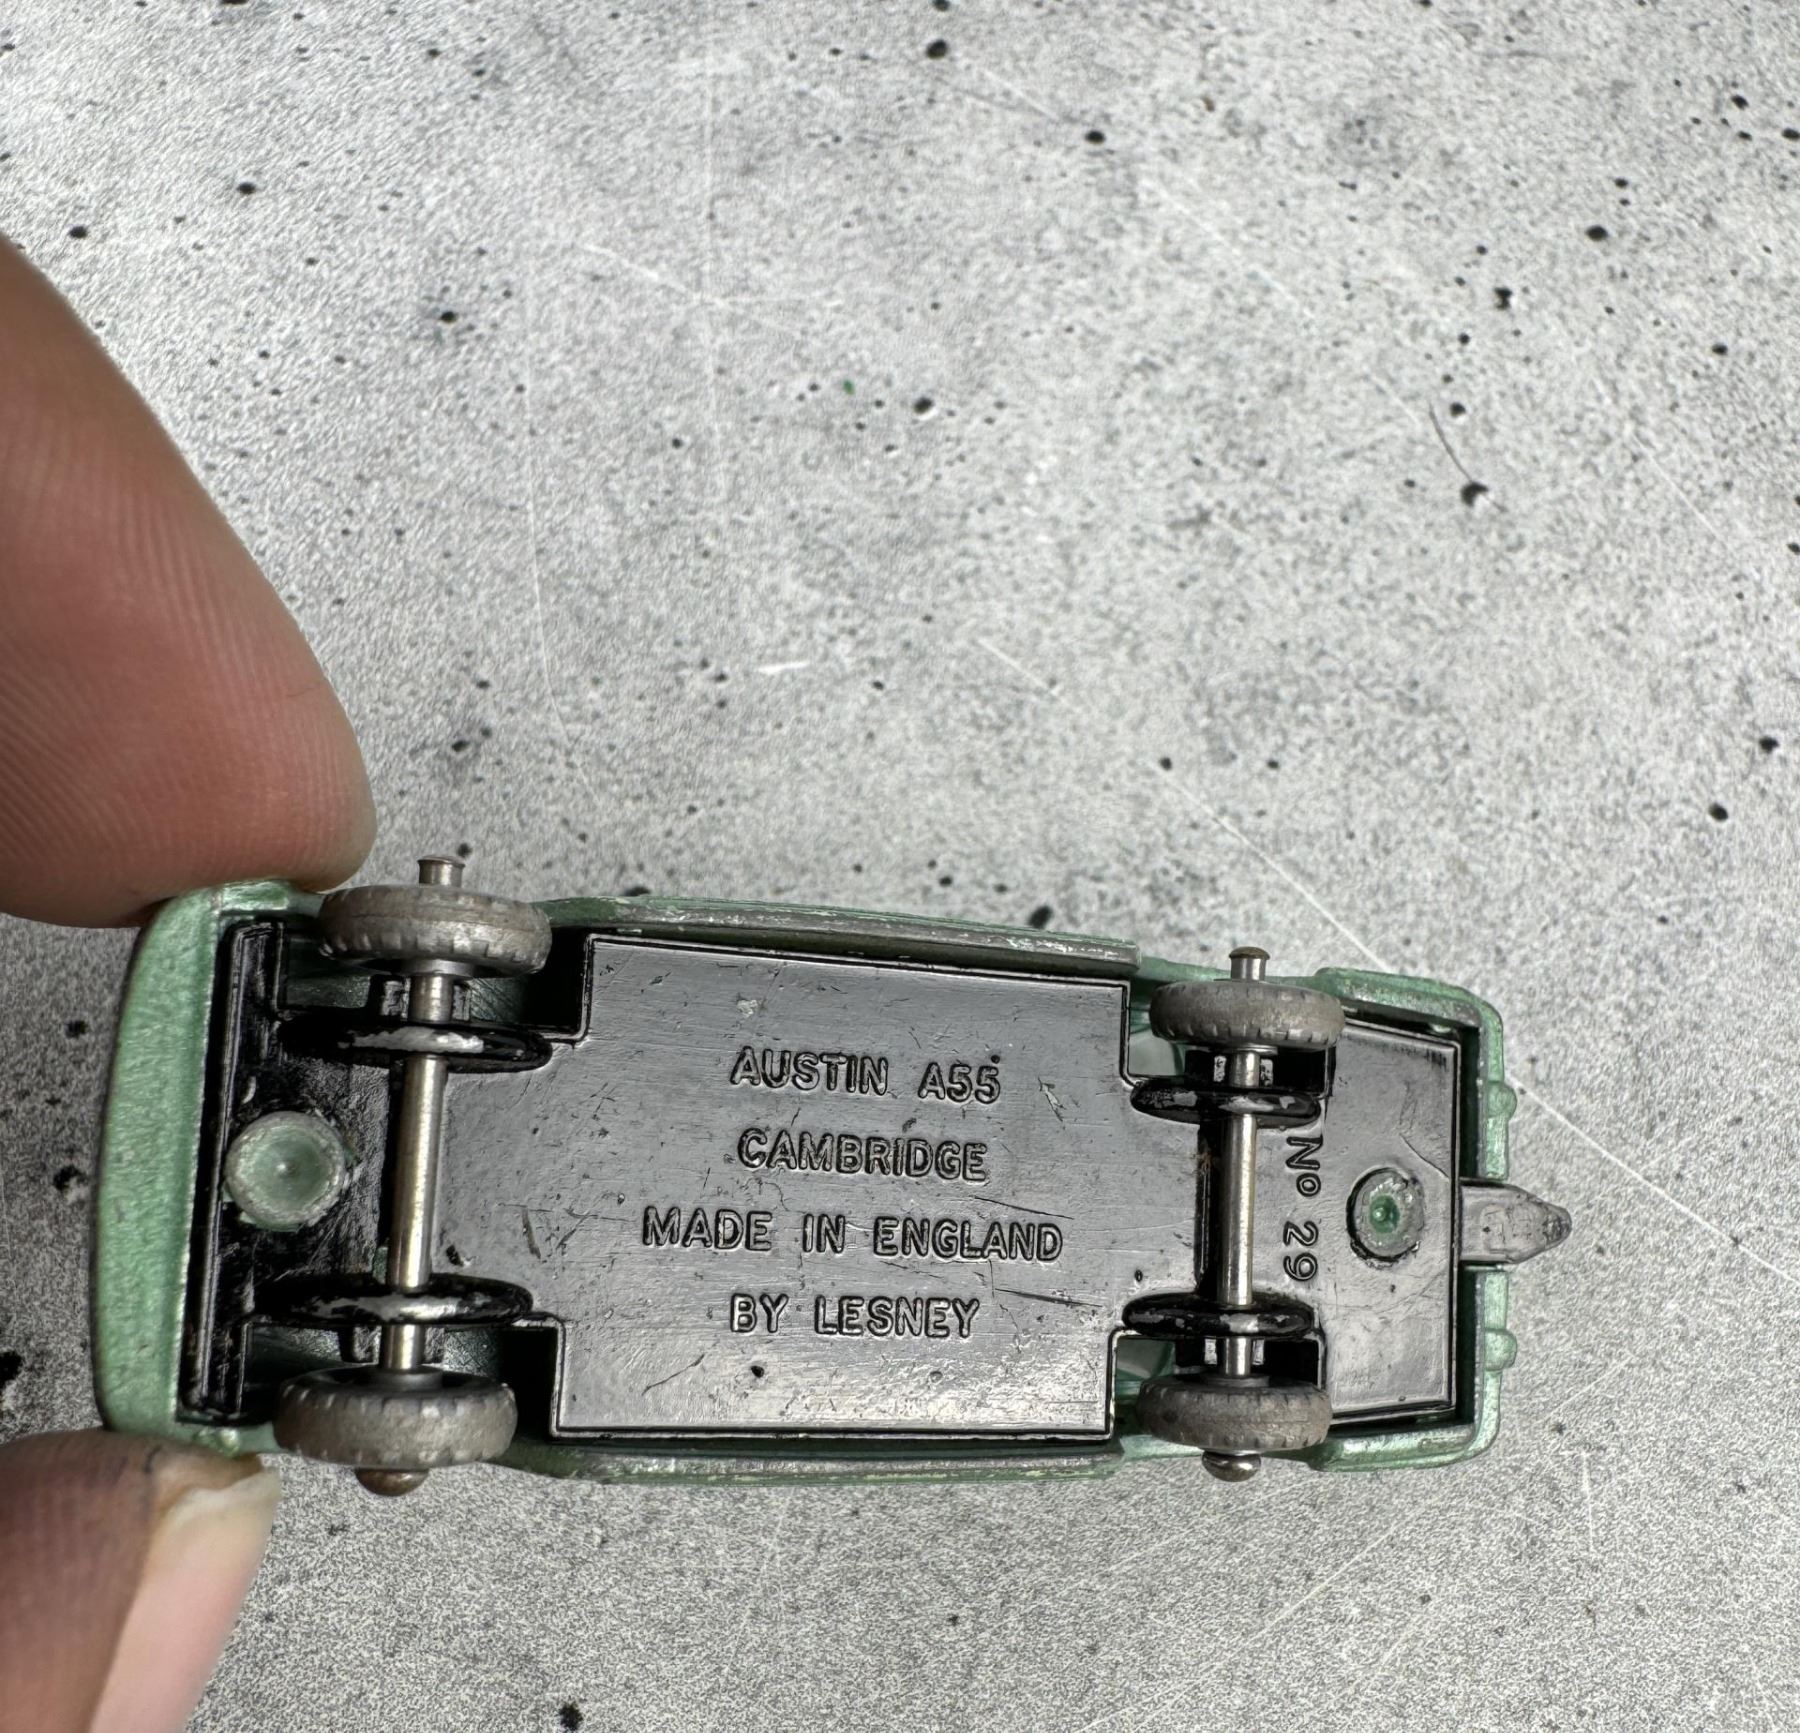 AUSTIN A55
CAMBRIDGE
MADE IN ENGLAND
BY LESNEY
No 29